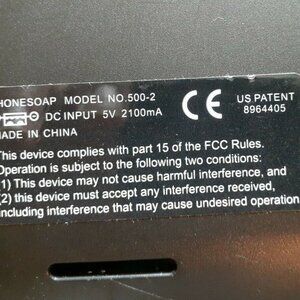 HONESOAP MODEL NO.500-2
DC INPUT 5V 2100mA
MADE IN CHINA
CE
US PATENT
8964405
This device complies with part 15 of the FCC Rules.
Operation is subject to the following two conditions:
(1) This device may not cause harmful interference, and
(2) this device must accept any interference received,
including interference that may cause undesired operation